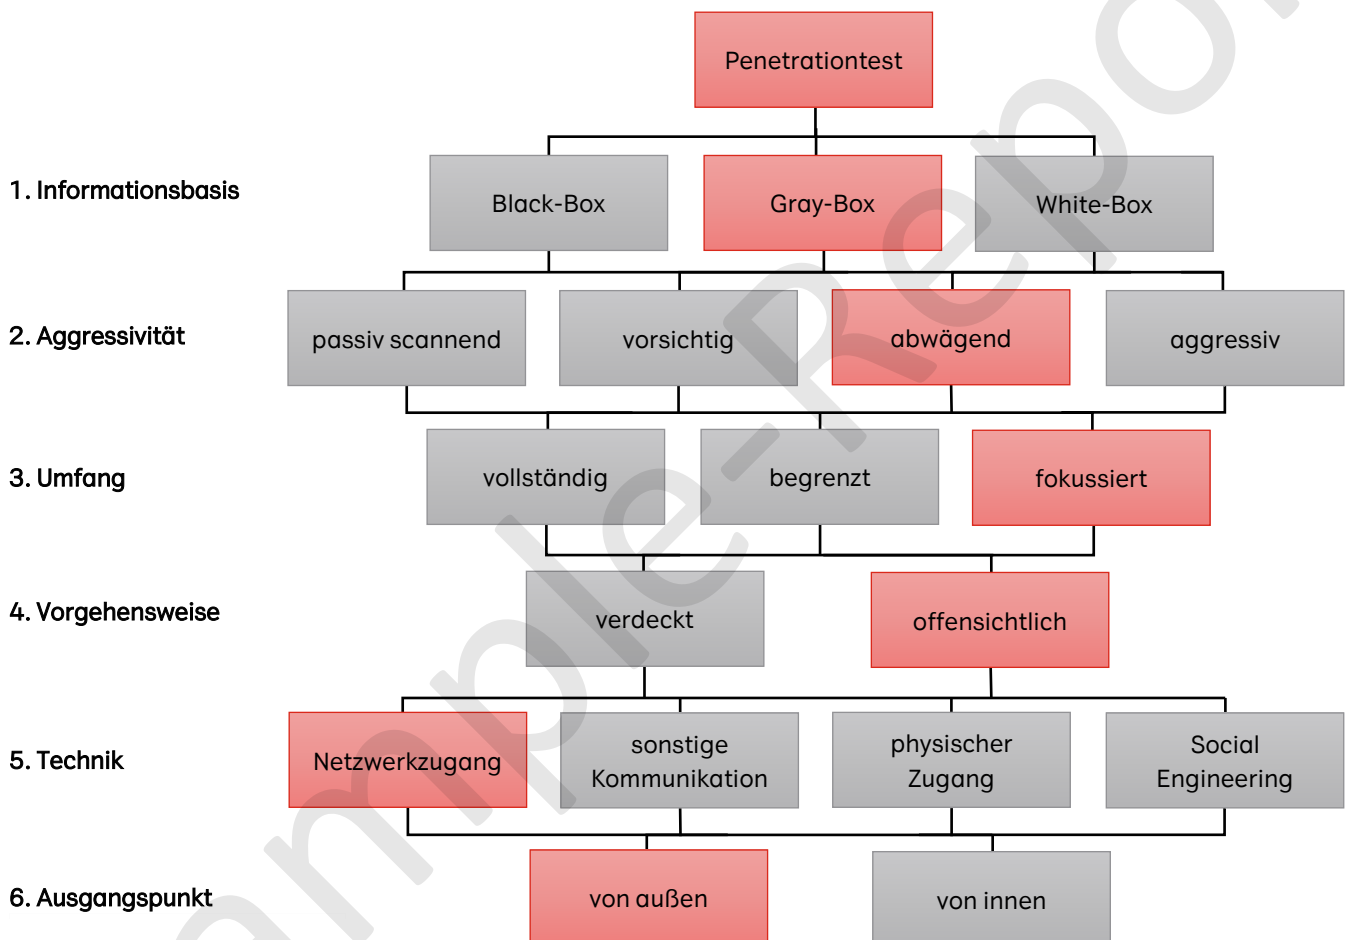 Penetrationtest
1. Informationsbasis
Black-Box
Gray-Box
White-Box
2. Aggressivität
passiv scannend
vorsichtig
abwägend
aggressiv
3. Umfang
vollständig
begrenzt
fokussiert
4. Vorgehensweise
verdeckt
offensichtlich
5. Technik
Netzwerkzugang
sonstige
Kommunikation
physischer
Zugang
Social
Engineering
6. Ausgangspunkt
von außen
von innen
ample-Repo